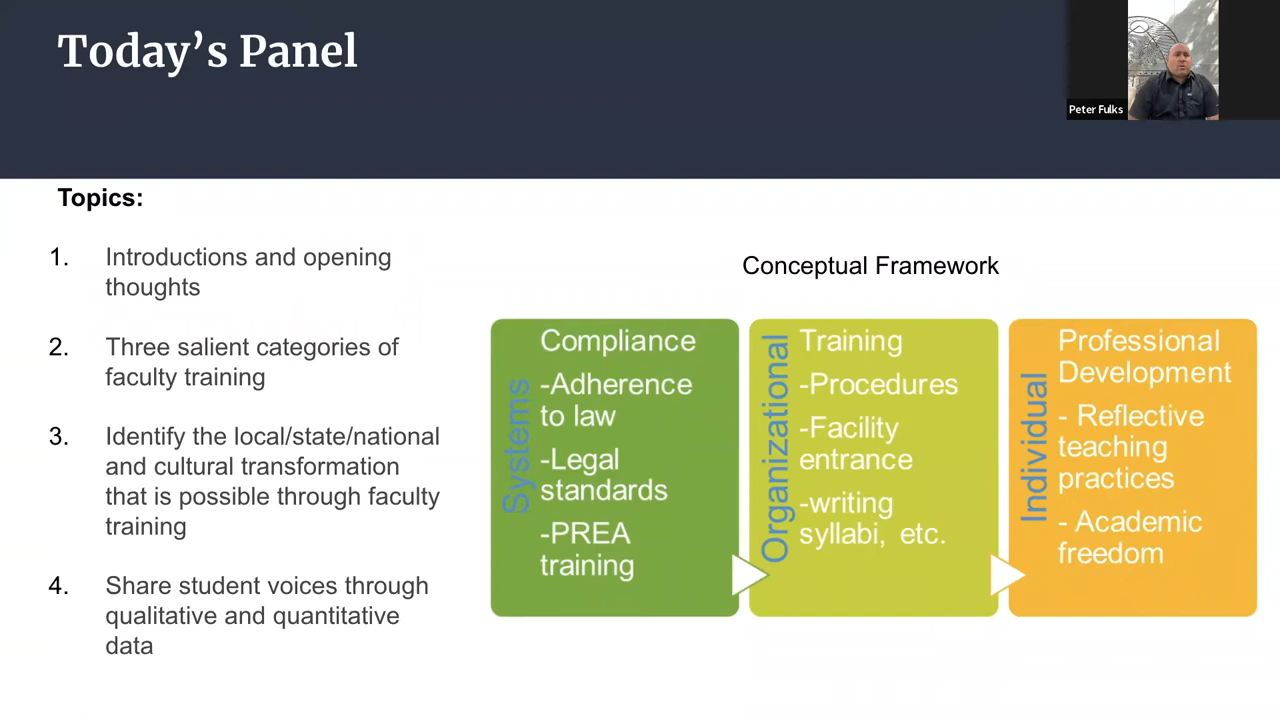 Today's Panel
Peter Fulks
Topics:
1. Introductions and opening
thoughts
2. Three salient categories of
faculty training
3. Identify the local/state/national
and cultural transformation
that is possible through faculty
training
4. Share student voices through
qualitative and quantitative
data
Conceptual Framework
Systems
Compliance
-Adherence
to law
-Legal
standards
-PREA
training
Organizational
Training
-Procedures
-Facility
entrance
-writing
syllabi, etc.
Individual
Professional
Development
- Reflective
teaching
practices
- Academic
freedom